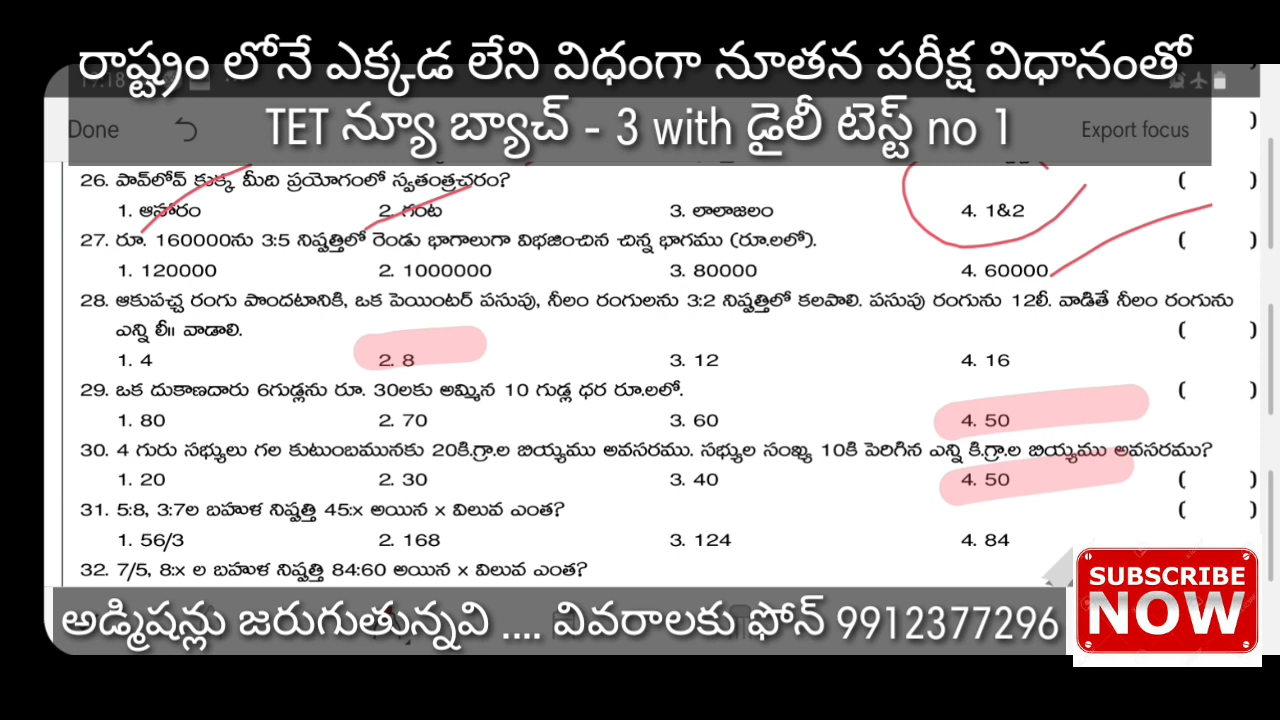 రాష్ట్రం లోనే ఎక్కడ లేని విధంగా నూతన పరీక్ష విధానంతో
TET న్యూ బ్యాచ్ - 3 with డైలీ టెస్ట్ no 1
Done
Export focus
)
26. పావ్‌లోవ్ కుక్క మీది ప్రయోగంలో స్వతంత్రచరం? ( )
1. ఆహారం 2. గంట 3. లాలాజలం 4. 1&2
27. రూ. 160000ను 3:5 నిష్పత్తిలో రెండు భాగాలుగా విభజించిన చిన్న భాగము (రూ.లలో). ( )
1. 120000 2. 1000000 3. 80000 4. 60000
28. ఆకుపచ్చ రంగు పొందటానికి, ఒక పెయింటర్ పసుపు, నీలం రంగులను 3:2 నిష్పత్తిలో కలపాలి. పసుపు రంగును 12లీ. వాడితే నీలం రంగును
ఎన్ని లీ॥ వాడాలి. ( )
1. 4 2. 8 3. 12 4. 16
29. ఒక దుకాణదారు 6గుడ్లను రూ. 30లకు అమ్మిన 10 గుడ్ల ధర రూ.లలో. ( )
1. 80 2. 70 3. 60 4. 50
30. 4 గురు సభ్యులు గల కుటుంబమునకు 20కి.గ్రా.ల బియ్యము అవసరము. సభ్యుల సంఖ్య 10కి పెరిగిన ఎన్ని కి.గ్రా.ల బియ్యము అవసరము?
1. 20 2. 30 3. 40 4. 50 ( )
31. 5:8, 3:7ల బహుళ నిష్పత్తి 45:x అయిన x విలువ ఎంత? ( )
1. 56/3 2. 168 3. 124 4. 84
32. 7/5, 8:x ల బహుళ నిష్పత్తి 84:60 అయిన x విలువ ఎంత?
అడ్మిషన్లు జరుగుతున్నవి .... వివరాలకు ఫోన్ 9912377296
SUBSCRIBE
NOW